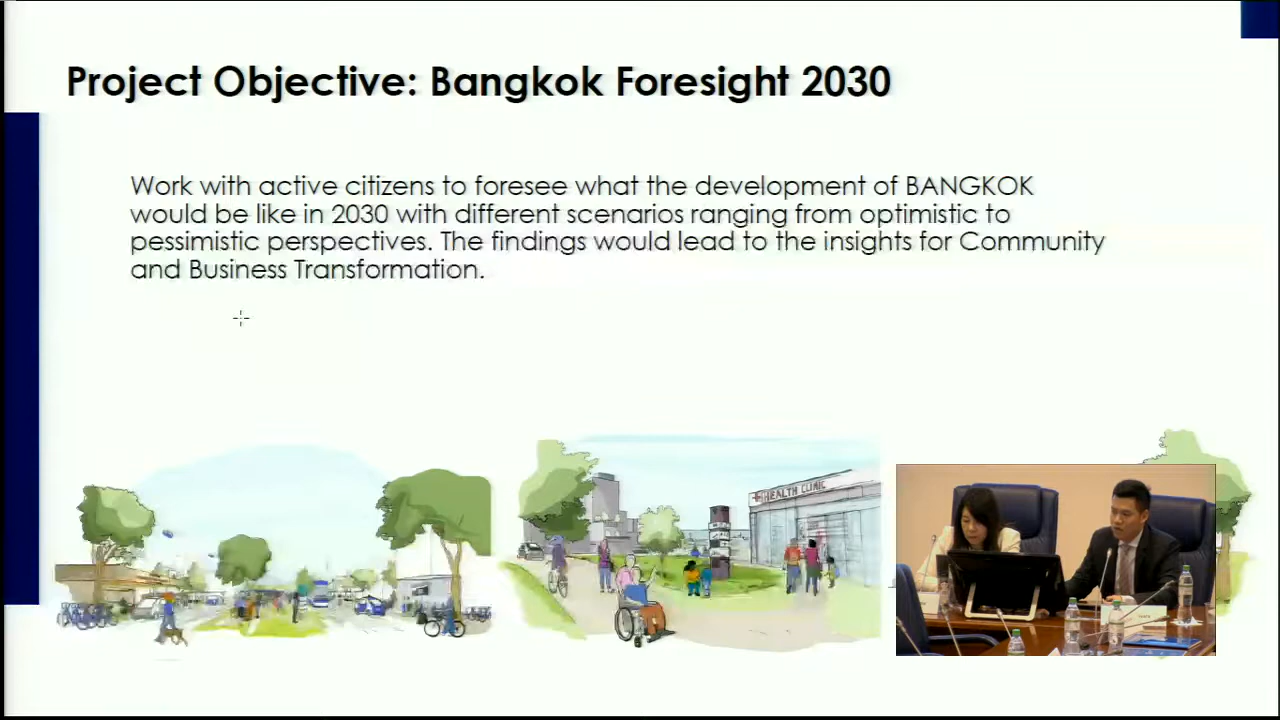 Project Objective: Bangkok Foresight 2030
Work with active citizens to foresee what the development of BANGKOK
would be like in 2030 with different scenarios ranging from optimistic to
pessimistic perspectives. The findings would lead to the insights for Community
and Business Transformation.
HEALTH CLINIC